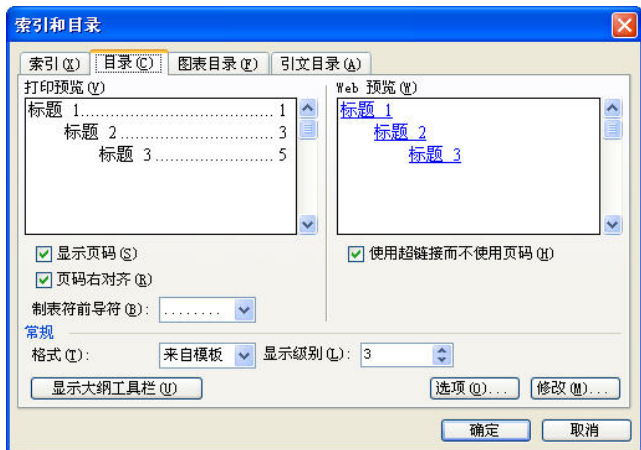 索引和目录
索引(X) 目录(C) 图表目录(F) 引文目录(A)
打印预览(V) Web 预览(W)
标题 1........................................ 1
标题 2.................................. 3
标题 3......................... 5
标题 1
标题 2
标题 3
显示页码(S)
页码右对齐(R)
使用超链接而不使用页码(H)
制表符前导符(B): ........
常规
格式(T): 来自模板 显示级别(L): 3
显示大纲工具栏(U) 选项(O)... 修改(M)...
确定 取消